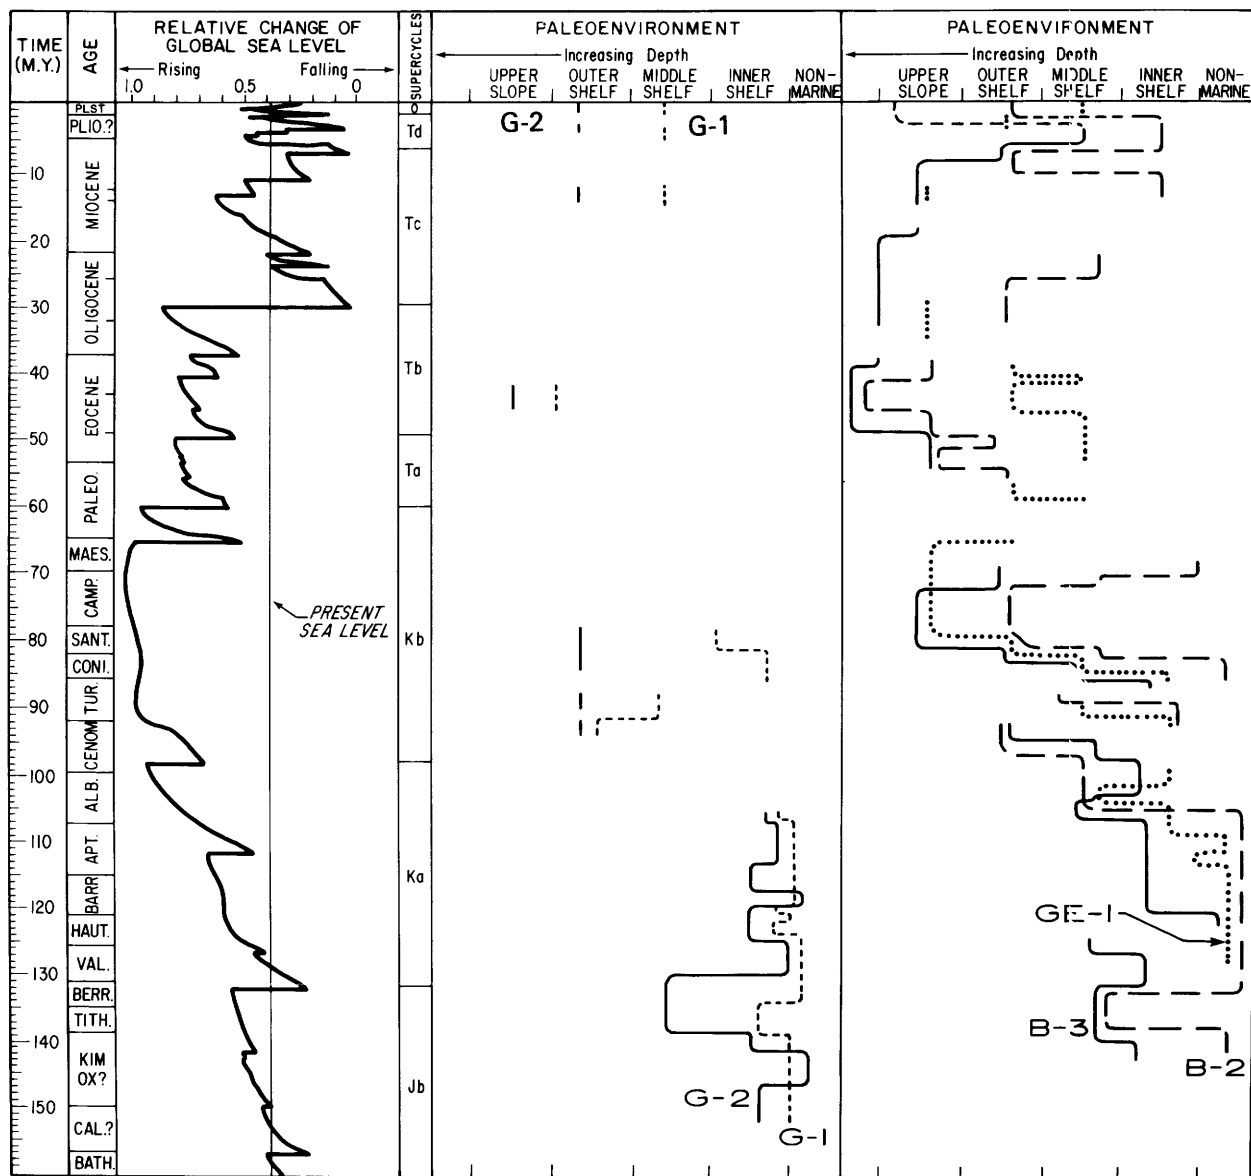 TIME (M.Y.)
AGE
RELATIVE CHANGE OF
GLOBAL SEA LEVEL
Rising
Falling
1.0
0.5
0
SUPERCYCLES
PALEOENVIRONMENT
Increasing Depth
UPPER SLOPE
OUTER SHELF
MIDDLE SHELF
INNER SHELF
NON-MARINE
PALEOENVIFONMENT
Increasing Depth
UPPER SLOPE
OUTER SHELF
MIDDLE SHELF
INNER SHELF
NON-MARINE
10
20
30
40
50
60
70
80
90
100
110
120
130
140
150
PLST.
PLIO.?
MIOCENE
OLIGOCENE
EOCENE
PALEO.
MAES.
CAMP.
SANT.
CONI.
TUR.
CENOM
ALB.
APT.
BARR
HAUT.
VAL.
BERR.
TITH.
KIM
OX?
CAL.?
BATH.
PRESENT
SEA LEVEL
Q
Td
Tc
Tb
Ta
Kb
Ka
Jb
G-2
G-1
G-2
G-1
GE-1
B-3
B-2